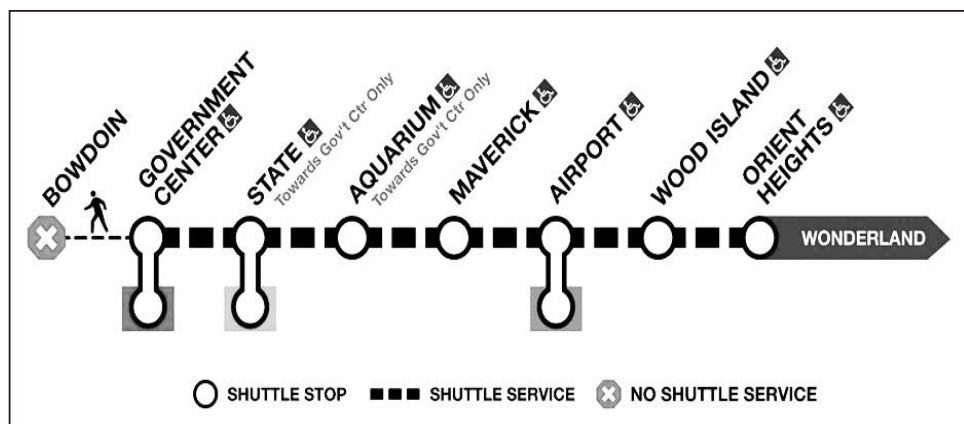 BOWDOIN
GOVERNMENT
CENTER
STATE
Towards Gov't Ctr Only
AQUARIUM
Towards Gov't Ctr Only
MAVERICK
AIRPORT
WOOD ISLAND
ORIENT
HEIGHTS
WONDERLAND
SHUTTLE STOP
SHUTTLE SERVICE
NO SHUTTLE SERVICE